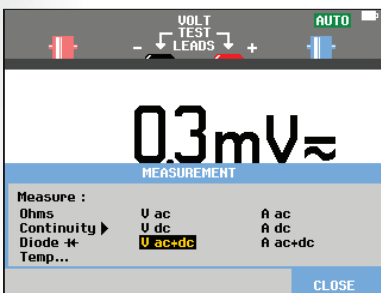 VOLT
TEST
LEADS
- +
AUTO
0.3mV≂
MEASUREMENT
Measure :
Ohms V ac A ac
Continuity ▶ V dc A dc
Diode V ac+dc A ac+dc
Temp...
CLOSE